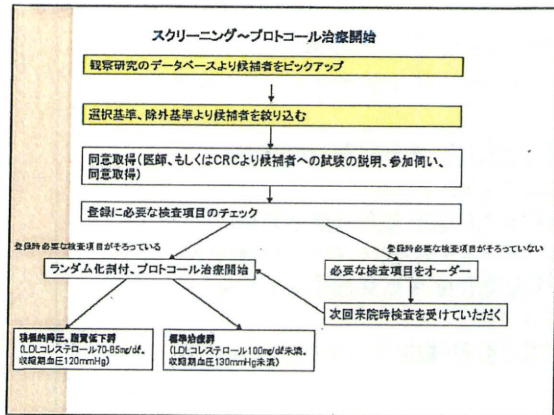 スクリーニング～プロトコール治療開始
観察研究のデータベースより候補者をピックアップ
選択基準、除外基準より候補者を絞り込む
同意取得（医師、もしくはCRCより候補者への試験の説明、参加伺い、
同意取得）
登録に必要な検査項目のチェック
登録時必要な検査項目がそろっている
登録時必要な検査項目がそろっていない
ランダム化割付、プロトコール治療開始
必要な検査項目をオーダー
次回来院時検査を受けていただく
積極的降圧、脂質低下群
（LDLコレステロール70-85mg/dl、
収縮期血圧120mmHg）
標準治療群
（LDLコレステロール100mg/dl未満、
収縮期血圧130mmHg未満）